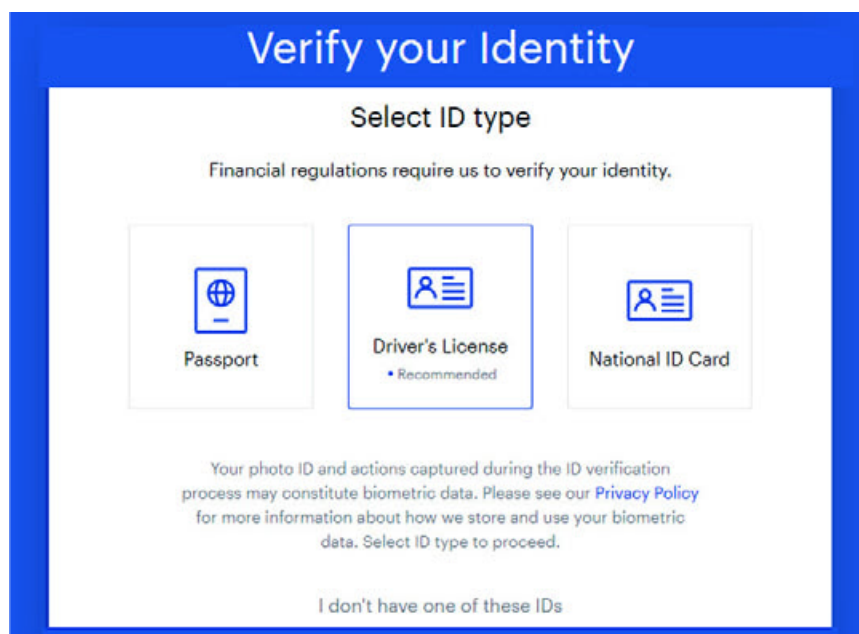 Verify your Identity
Select ID type
Financial regulations require us to verify your identity.
Passport
Driver's License
• Recommended
National ID Card
Your photo ID and actions captured during the ID verification
process may constitute biometric data. Please see our Privacy Policy
for more information about how we store and use your biometric
data. Select ID type to proceed.
I don't have one of these IDs